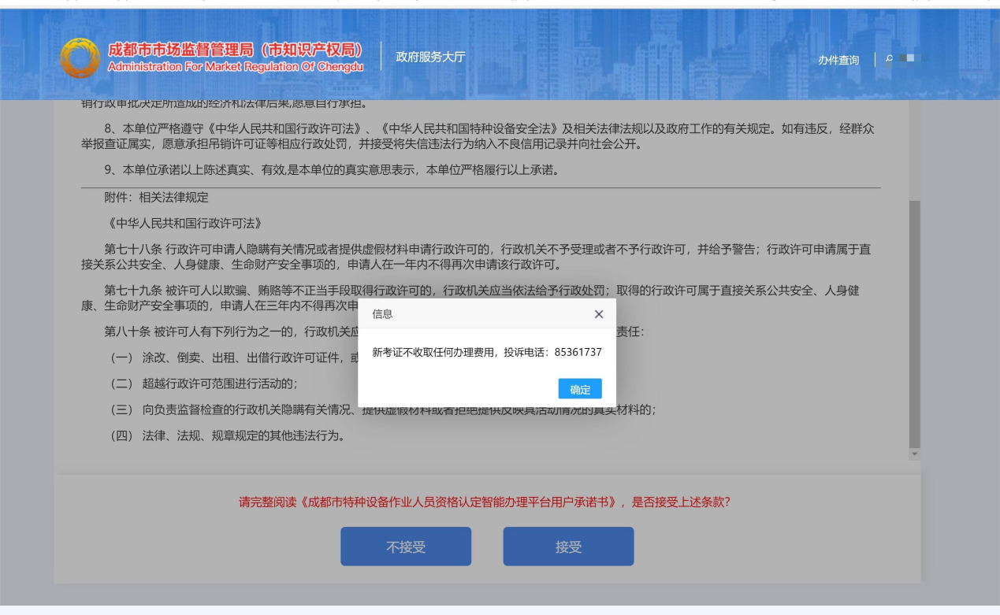 成都市市场监督管理局（市知识产权局）
Administration For Market Regulation Of Chengdu
政府服务大厅
办件查询
销行政审批决定所造成的经济和法律后果,愿意自行承担。
8、本单位严格遵守《中华人民共和国行政许可法》、《中华人民共和国特种设备安全法》及相关法律法规以及政府工作的有关规定。如有违反，经群众
举报查证属实，愿意承担吊销许可证等相应行政处罚，并接受将失信违法行为纳入不良信用记录并向社会公开。
9、本单位承诺以上陈述真实、有效,是本单位的真实意思表示，本单位严格履行以上承诺。
附件：相关法律规定
《中华人民共和国行政许可法》
第七十八条 行政许可申请人隐瞒有关情况或者提供虚假材料申请行政许可的，行政机关不予受理或者不予行政许可，并给予警告；行政许可申请属于直
接关系公共安全、人身健康、生命财产安全事项的，申请人在一年内不得再次申请该行政许可。
第七十九条 被许可人以欺骗、贿赂等不正当手段取得行政许可的，行政机关应当依法给予行政处罚；取得的行政许可属于直接关系公共安全、人身健
康、生命财产安全事项的，申请人在三年内不得再次申
第八十条 被许可人有下列行为之一的，行政机关应 责任：
（一） 涂改、倒卖、出租、出借行政许可证件，或
（二） 超越行政许可范围进行活动的；
（三） 向负责监督检查的行政机关隐瞒有关情况、提供虚假材料或者拒绝提供反映其活动情况的真实材料的；
（四） 法律、法规、规章规定的其他违法行为。
信息
新考证不收取任何办理费用，投诉电话：85361737
确定
请完整阅读《成都市特种设备作业人员资格认定智能办理平台用户承诺书》，是否接受上述条款？
不接受
接受